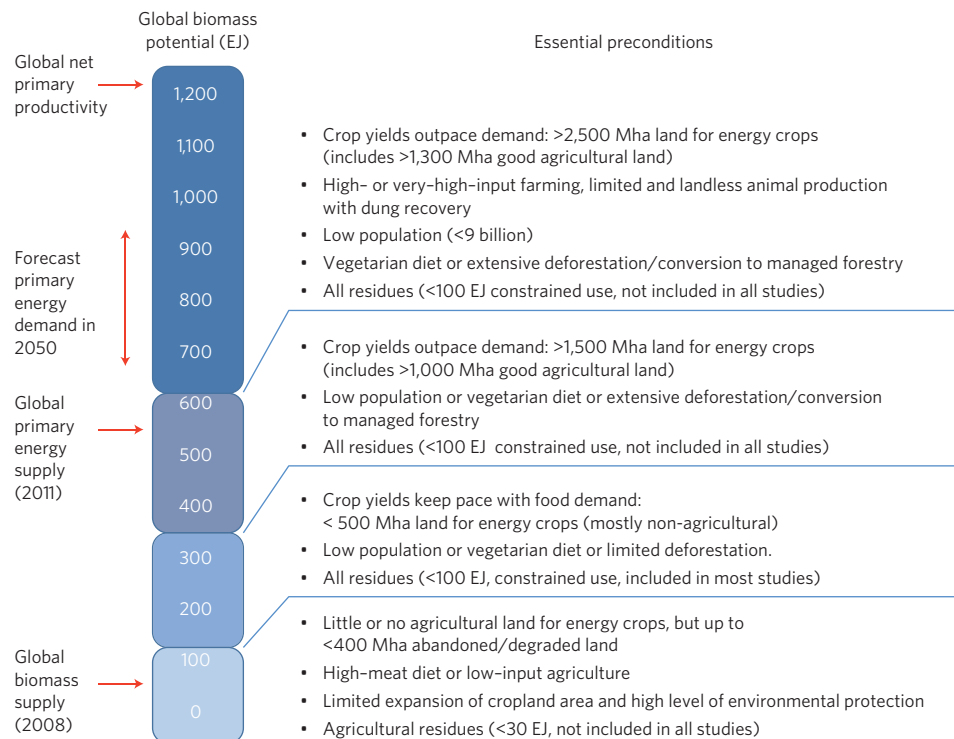 Global biomass
potential (EJ)
Essential preconditions
Global net
primary
productivity
1,200
1,100
1,000
900
800
700
600
500
400
300
200
100
0
Forecast primary
energy
demand in
2050
Global
primary
energy
supply
(2011)
Global
biomass
supply
(2008)
• Crop yields outpace demand: >2,500 Mha land for energy crops
(includes >1,300 Mha good agricultural land)
• High– or very–high–input farming, limited and landless animal production
with dung recovery
• Low population (<9 billion)
• Vegetarian diet or extensive deforestation/conversion to managed forestry
• All residues (<100 EJ constrained use, not included in all studies)
• Crop yields outpace demand: >1,500 Mha land for energy crops
(includes >1,000 Mha good agricultural land)
• Low population or vegetarian diet or extensive deforestation/conversion
to managed forestry
• All residues (<100 EJ constrained use, not included in all studies)
• Crop yields keep pace with food demand:
< 500 Mha land for energy crops (mostly non-agricultural)
• Low population or vegetarian diet or limited deforestation.
• All residues (<100 EJ, constrained use, included in most studies)
• Little or no agricultural land for energy crops, but up to
<400 Mha abandoned/degraded land
• High–meat diet or low–input agriculture
• Limited expansion of cropland area and high level of environmental protection
• Agricultural residues (<30 EJ, not included in all studies)